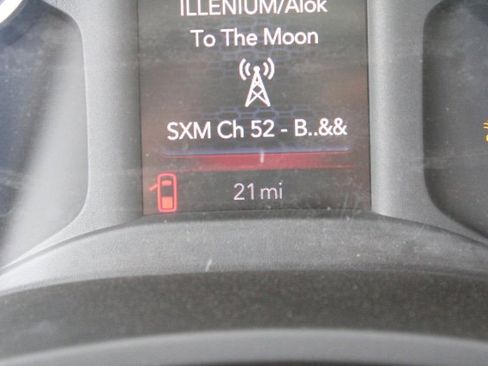 ILLENIUM/Alok
To The Moon
SXM Ch 52 - B..&&
21 mi